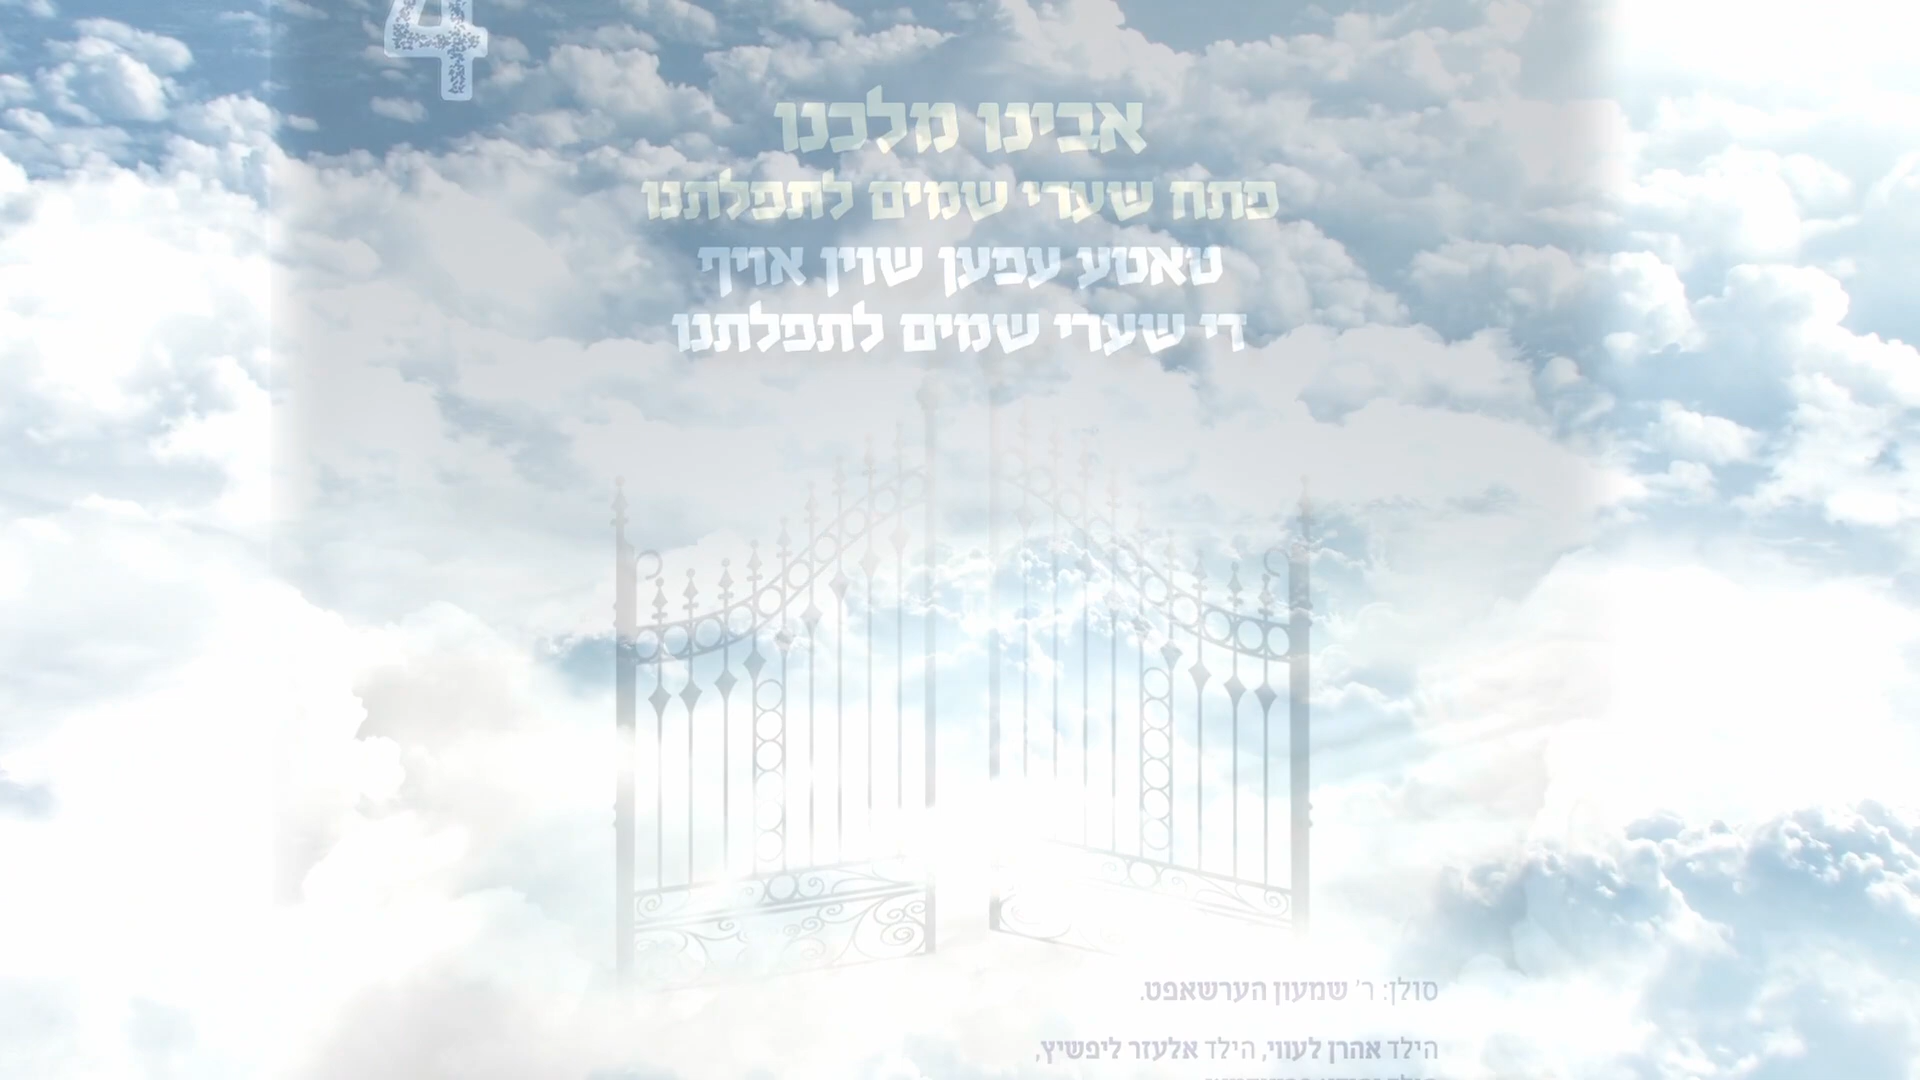 4
אבינו מלכנו
פתח שערי שמים לתפלתנו
טאטע עפען שוין אויף
די שערי שמים לתפלתנו
סולן: ר' שמעון הערשאפט.
הילד אהרן לעווי, הילד אלעזר ליפשיץ,